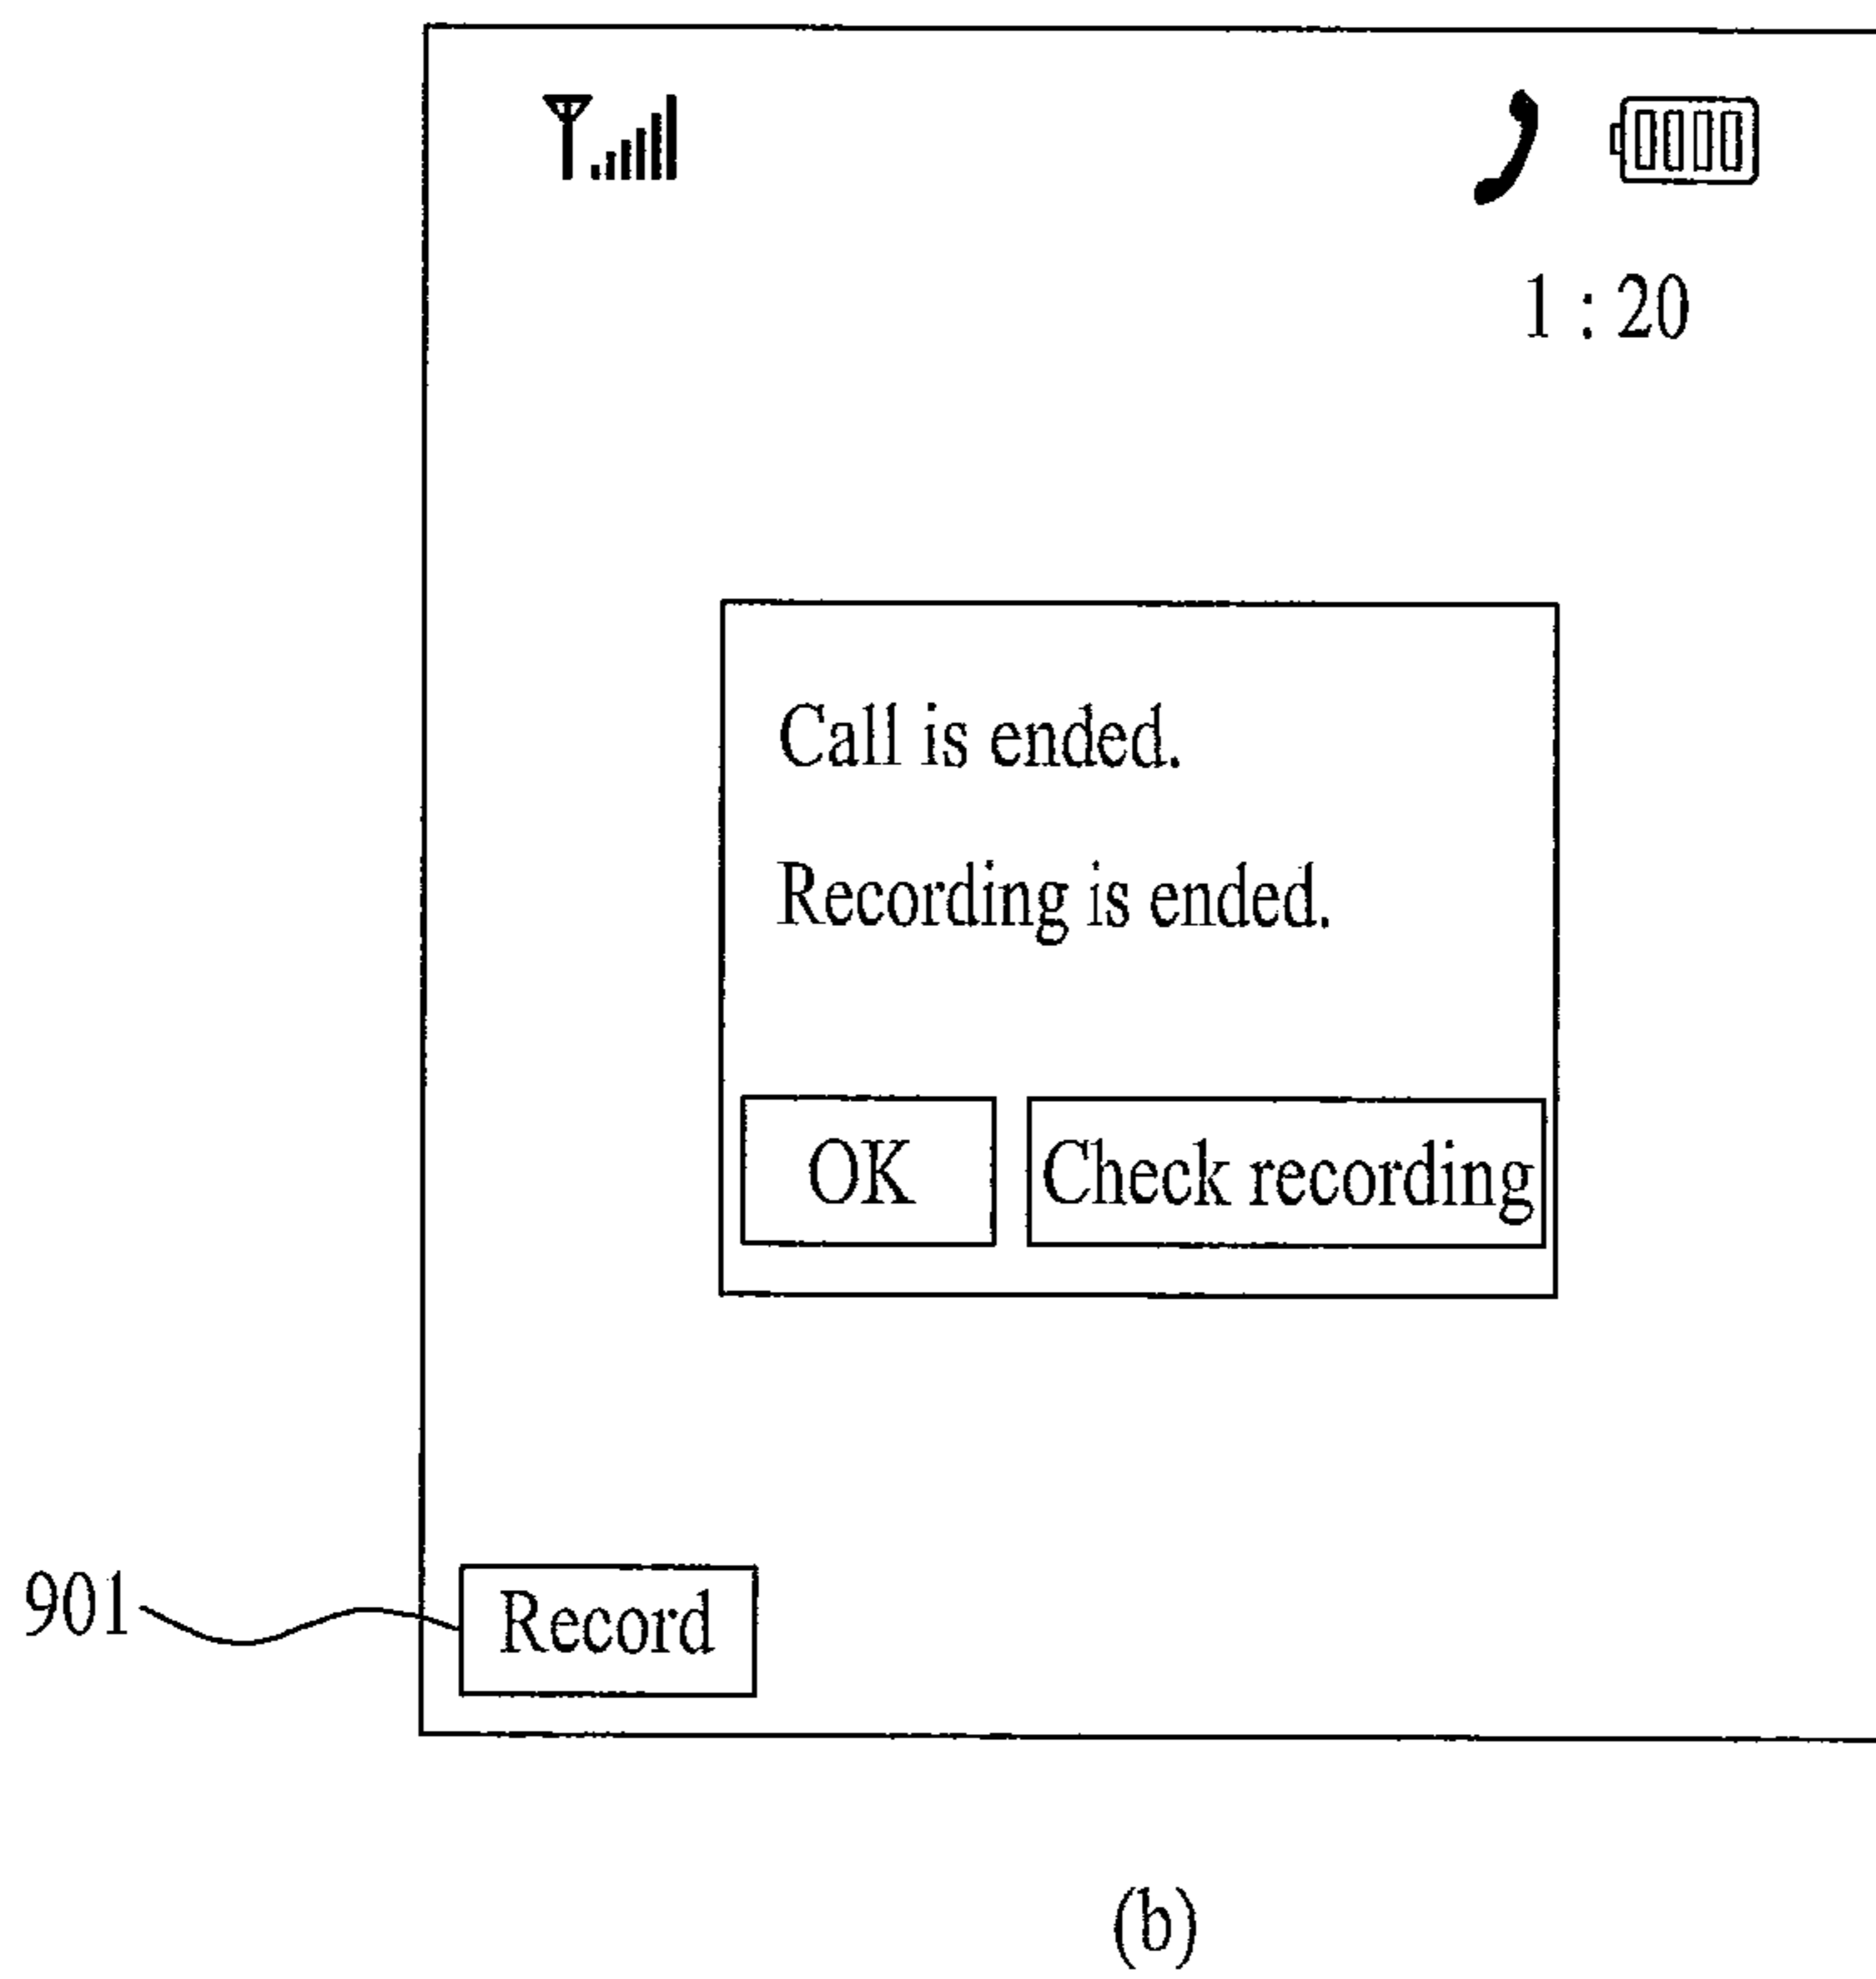 1 : 20
Call is ended.
Recording is ended.
OK
Check recording
901
Record
(b)